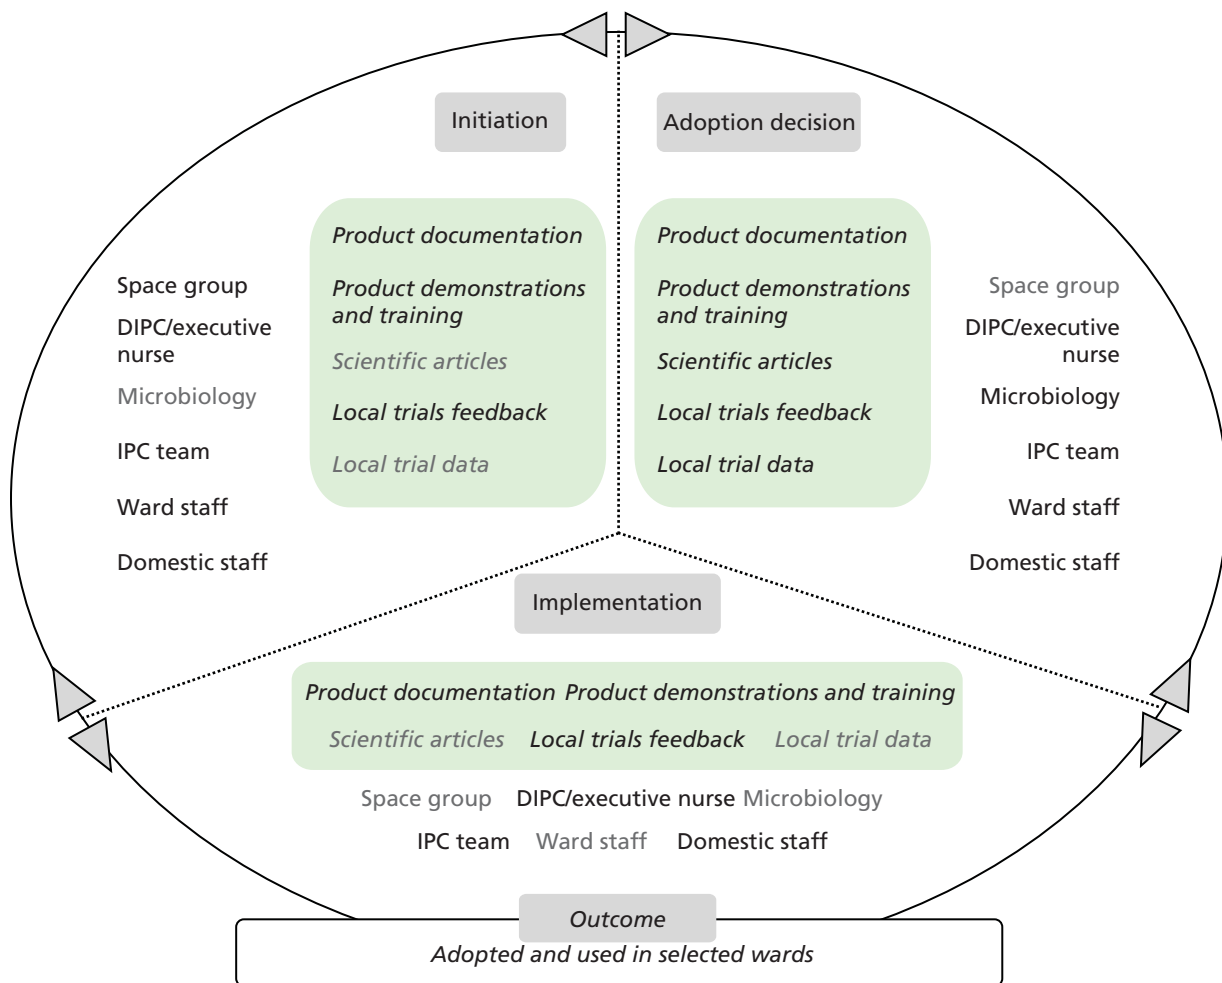 Initiation
Adoption decision
Product documentation
Product demonstrations
and training
Scientific articles
Local trials feedback
Local trial data
Product documentation
Product demonstrations
and training
Scientific articles
Local trials feedback
Local trial data
Space group
DIPC/executive
nurse
Microbiology
IPC team
Ward staff
Domestic staff
Space group
DIPC/executive
nurse
Microbiology
IPC team
Ward staff
Domestic staff
Implementation
Product documentation Product demonstrations and training
Scientific articles Local trials feedback Local trial data
Space group DIPC/executive nurse Microbiology
IPC team Ward staff Domestic staff
Outcome
Adopted and used in selected wards